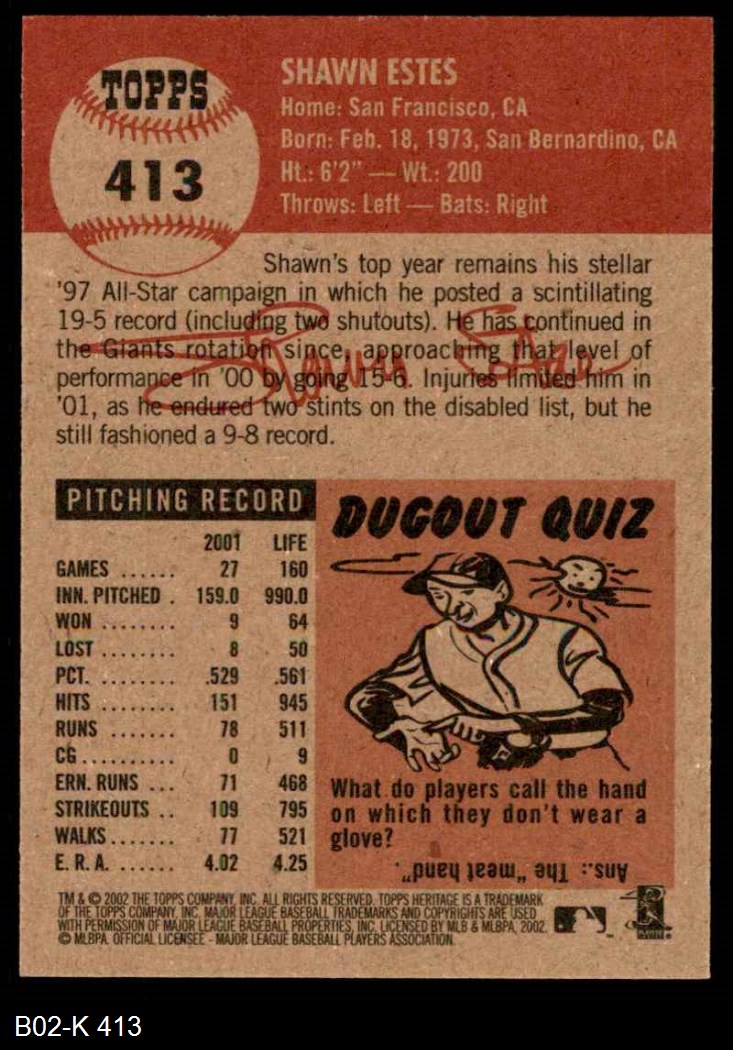 TOPPS
413
SHAWN ESTES
Home: San Francisco, CA
Born: Feb. 18, 1973, San Bernardino, CA
Ht.: 6'2" — Wt.: 200
Throws: Left — Bats: Right
Shawn's top year remains his stellar
'97 All-Star campaign in which he posted a scintillating
19-5 record (including two shutouts). He has continued in
the Giants rotation since, approaching that level of
performance in '00 by going 15-6. Injuries limited him in
'01, as he endured two stints on the disabled list, but he
still fashioned a 9-8 record.
Shawn Estes
PITCHING RECORD
2001 LIFE
GAMES ...... 27 160
INN. PITCHED . 159.0 990.0
WON ........ 9 64
LOST ........ 8 50
PCT. ........ .529 .561
HITS ........ 151 945
RUNS ....... 78 511
CG.......... 0 9
ERN. RUNS ... 71 468
STRIKEOUTS .. 109 795
WALKS....... 77 521
E. R. A. ...... 4.02 4.25
DUGOUT QUIZ
What do players call the hand
on which they don't wear a
glove?
Ans.: The "meat hand".
TM & © 2002 THE TOPPS COMPANY, INC. ALL RIGHTS RESERVED. TOPPS HERITAGE IS A TRADEMARK
OF THE TOPPS COMPANY, INC. MAJOR LEAGUE BASEBALL TRADEMARKS AND COPYRIGHTS ARE USED
WITH PERMISSION OF MAJOR LEAGUE BASEBALL PROPERTIES, INC. LICENSED BY MLB & MLBPA, 2002.
© MLBPA. OFFICIAL LICENSEE - MAJOR LEAGUE BASEBALL PLAYERS ASSOCIATION.
B02-K 413